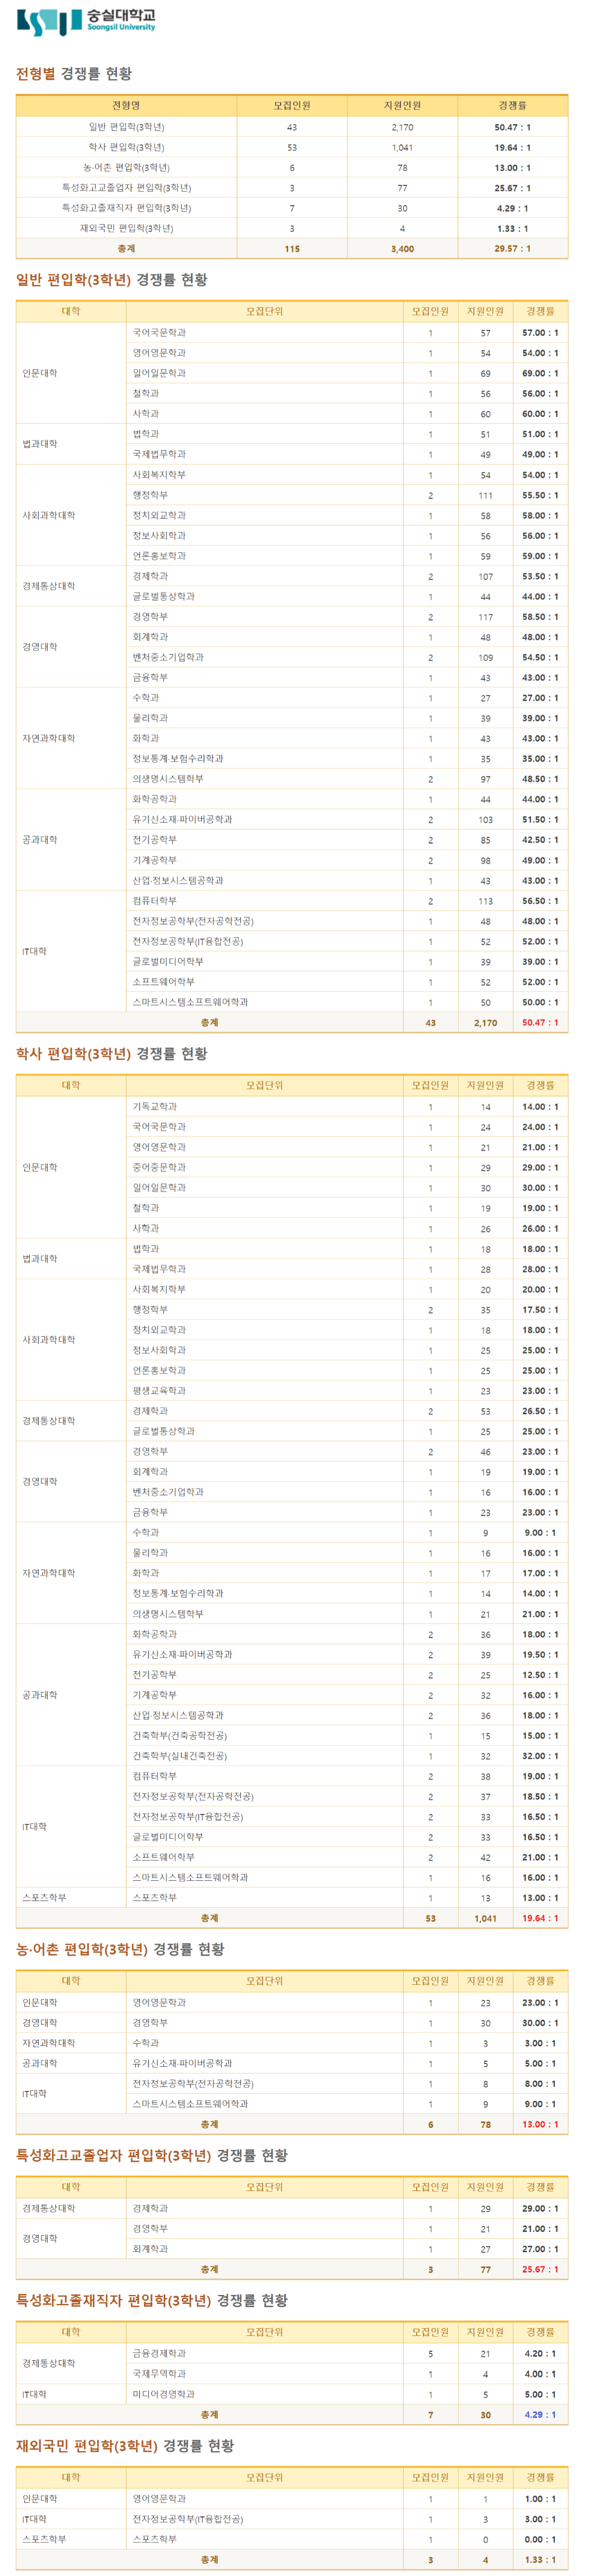 숭실대학교
Soongsil University
전형별 경쟁률 현황
전형명 모집인원 지원인원 경쟁률
일반 편입학(3학년) 43 2,170 50.47 : 1
학사 편입학(3학년) 53 1,041 19.64 : 1
농·어촌 편입학(3학년) 6 78 13.00 : 1
특성화고교졸업자 편입학(3학년) 3 77 25.67 : 1
특성화고졸재직자 편입학(3학년) 7 30 4.29 : 1
재외국민 편입학(3학년) 3 4 1.33 : 1
총계 115 3,400 29.57 : 1
일반 편입학(3학년) 경쟁률 현황
대학 모집단위 모집인원 지원인원 경쟁률
인문대학 국어국문학과 1 57 57.00 : 1
영어영문학과 1 54 54.00 : 1
일어일문학과 1 69 69.00 : 1
철학과 1 56 56.00 : 1
사학과 1 60 60.00 : 1
법과대학 법학과 1 51 51.00 : 1
국제법무학과 1 49 49.00 : 1
사회과학대학 사회복지학부 1 54 54.00 : 1
행정학부 2 111 55.50 : 1
정치외교학과 1 58 58.00 : 1
정보사회학과 1 56 56.00 : 1
언론홍보학과 1 59 59.00 : 1
경제통상대학 경제학과 2 107 53.50 : 1
글로벌통상학과 1 44 44.00 : 1
경영대학 경영학부 2 117 58.50 : 1
회계학과 1 48 48.00 : 1
벤처중소기업학과 2 109 54.50 : 1
금융학부 1 43 43.00 : 1
자연과학대학 수학과 1 27 27.00 : 1
물리학과 1 39 39.00 : 1
화학과 1 43 43.00 : 1
정보통계·보험수리학과 1 35 35.00 : 1
의생명시스템학부 2 97 48.50 : 1
공과대학 화학공학과 1 44 44.00 : 1
유기신소재·파이버공학과 2 103 51.50 : 1
전기공학부 2 85 42.50 : 1
기계공학부 2 98 49.00 : 1
산업·정보시스템공학과 1 43 43.00 : 1
IT대학 컴퓨터학부 2 113 56.50 : 1
전자정보공학부(전자공학전공) 1 48 48.00 : 1
전자정보공학부(IT융합전공) 1 52 52.00 : 1
글로벌미디어학부 1 39 39.00 : 1
소프트웨어학부 1 52 52.00 : 1
스마트시스템소프트웨어학과 1 50 50.00 : 1
총계 43 2,170 50.47 : 1
학사 편입학(3학년) 경쟁률 현황
대학 모집단위 모집인원 지원인원 경쟁률
인문대학 기독교학과 1 14 14.00 : 1
국어국문학과 1 24 24.00 : 1
영어영문학과 1 21 21.00 : 1
중어중문학과 1 29 29.00 : 1
일어일문학과 1 30 30.00 : 1
철학과 1 19 19.00 : 1
사학과 1 26 26.00 : 1
법과대학 법학과 1 18 18.00 : 1
국제법무학과 1 28 28.00 : 1
사회과학대학 사회복지학부 1 20 20.00 : 1
행정학부 2 35 17.50 : 1
정치외교학과 1 18 18.00 : 1
정보사회학과 1 25 25.00 : 1
언론홍보학과 1 25 25.00 : 1
평생교육학과 1 23 23.00 : 1
경제통상대학 경제학과 2 53 26.50 : 1
글로벌통상학과 1 25 25.00 : 1
경영대학 경영학부 2 46 23.00 : 1
회계학과 1 19 19.00 : 1
벤처중소기업학과 1 16 16.00 : 1
금융학부 1 23 23.00 : 1
자연과학대학 수학과 1 9 9.00 : 1
물리학과 1 16 16.00 : 1
화학과 1 17 17.00 : 1
정보통계·보험수리학과 1 14 14.00 : 1
의생명시스템학부 1 21 21.00 : 1
공과대학 화학공학과 2 36 18.00 : 1
유기신소재·파이버공학과 2 39 19.50 : 1
전기공학부 2 25 12.50 : 1
기계공학부 2 32 16.00 : 1
산업·정보시스템공학과 2 36 18.00 : 1
건축학부(건축공학전공) 1 15 15.00 : 1
건축학부(실내건축전공) 1 32 32.00 : 1
IT대학 컴퓨터학부 2 38 19.00 : 1
전자정보공학부(전자공학전공) 2 37 18.50 : 1
전자정보공학부(IT융합전공) 2 33 16.50 : 1
글로벌미디어학부 2 33 16.50 : 1
소프트웨어학부 2 42 21.00 : 1
스마트시스템소프트웨어학과 1 16 16.00 : 1
스포츠학부 스포츠학부 1 13 13.00 : 1
총계 53 1,041 19.64 : 1
농·어촌 편입학(3학년) 경쟁률 현황
대학 모집단위 모집인원 지원인원 경쟁률
인문대학 영어영문학과 1 23 23.00 : 1
경영대학 경영학부 1 30 30.00 : 1
자연과학대학 수학과 1 3 3.00 : 1
공과대학 유기신소재·파이버공학과 1 5 5.00 : 1
IT대학 전자정보공학부(전자공학전공) 1 8 8.00 : 1
스마트시스템소프트웨어학과 1 9 9.00 : 1
총계 6 78 13.00 : 1
특성화고교졸업자 편입학(3학년) 경쟁률 현황
대학 모집단위 모집인원 지원인원 경쟁률
경제통상대학 경제학과 1 29 29.00 : 1
경영대학 경영학부 1 21 21.00 : 1
회계학과 1 27 27.00 : 1
총계 3 77 25.67 : 1
특성화고졸재직자 편입학(3학년) 경쟁률 현황
대학 모집단위 모집인원 지원인원 경쟁률
경제통상대학 금융경제학과 5 21 4.20 : 1
국제무역학과 1 4 4.00 : 1
IT대학 미디어경영학과 1 5 5.00 : 1
총계 7 30 4.29 : 1
재외국민 편입학(3학년) 경쟁률 현황
대학 모집단위 모집인원 지원인원 경쟁률
인문대학 영어영문학과 1 1 1.00 : 1
IT대학 전자정보공학부(IT융합전공) 1 3 3.00 : 1
스포츠학부 스포츠학부 1 0 0.00 : 1
총계 3 4 1.33 : 1